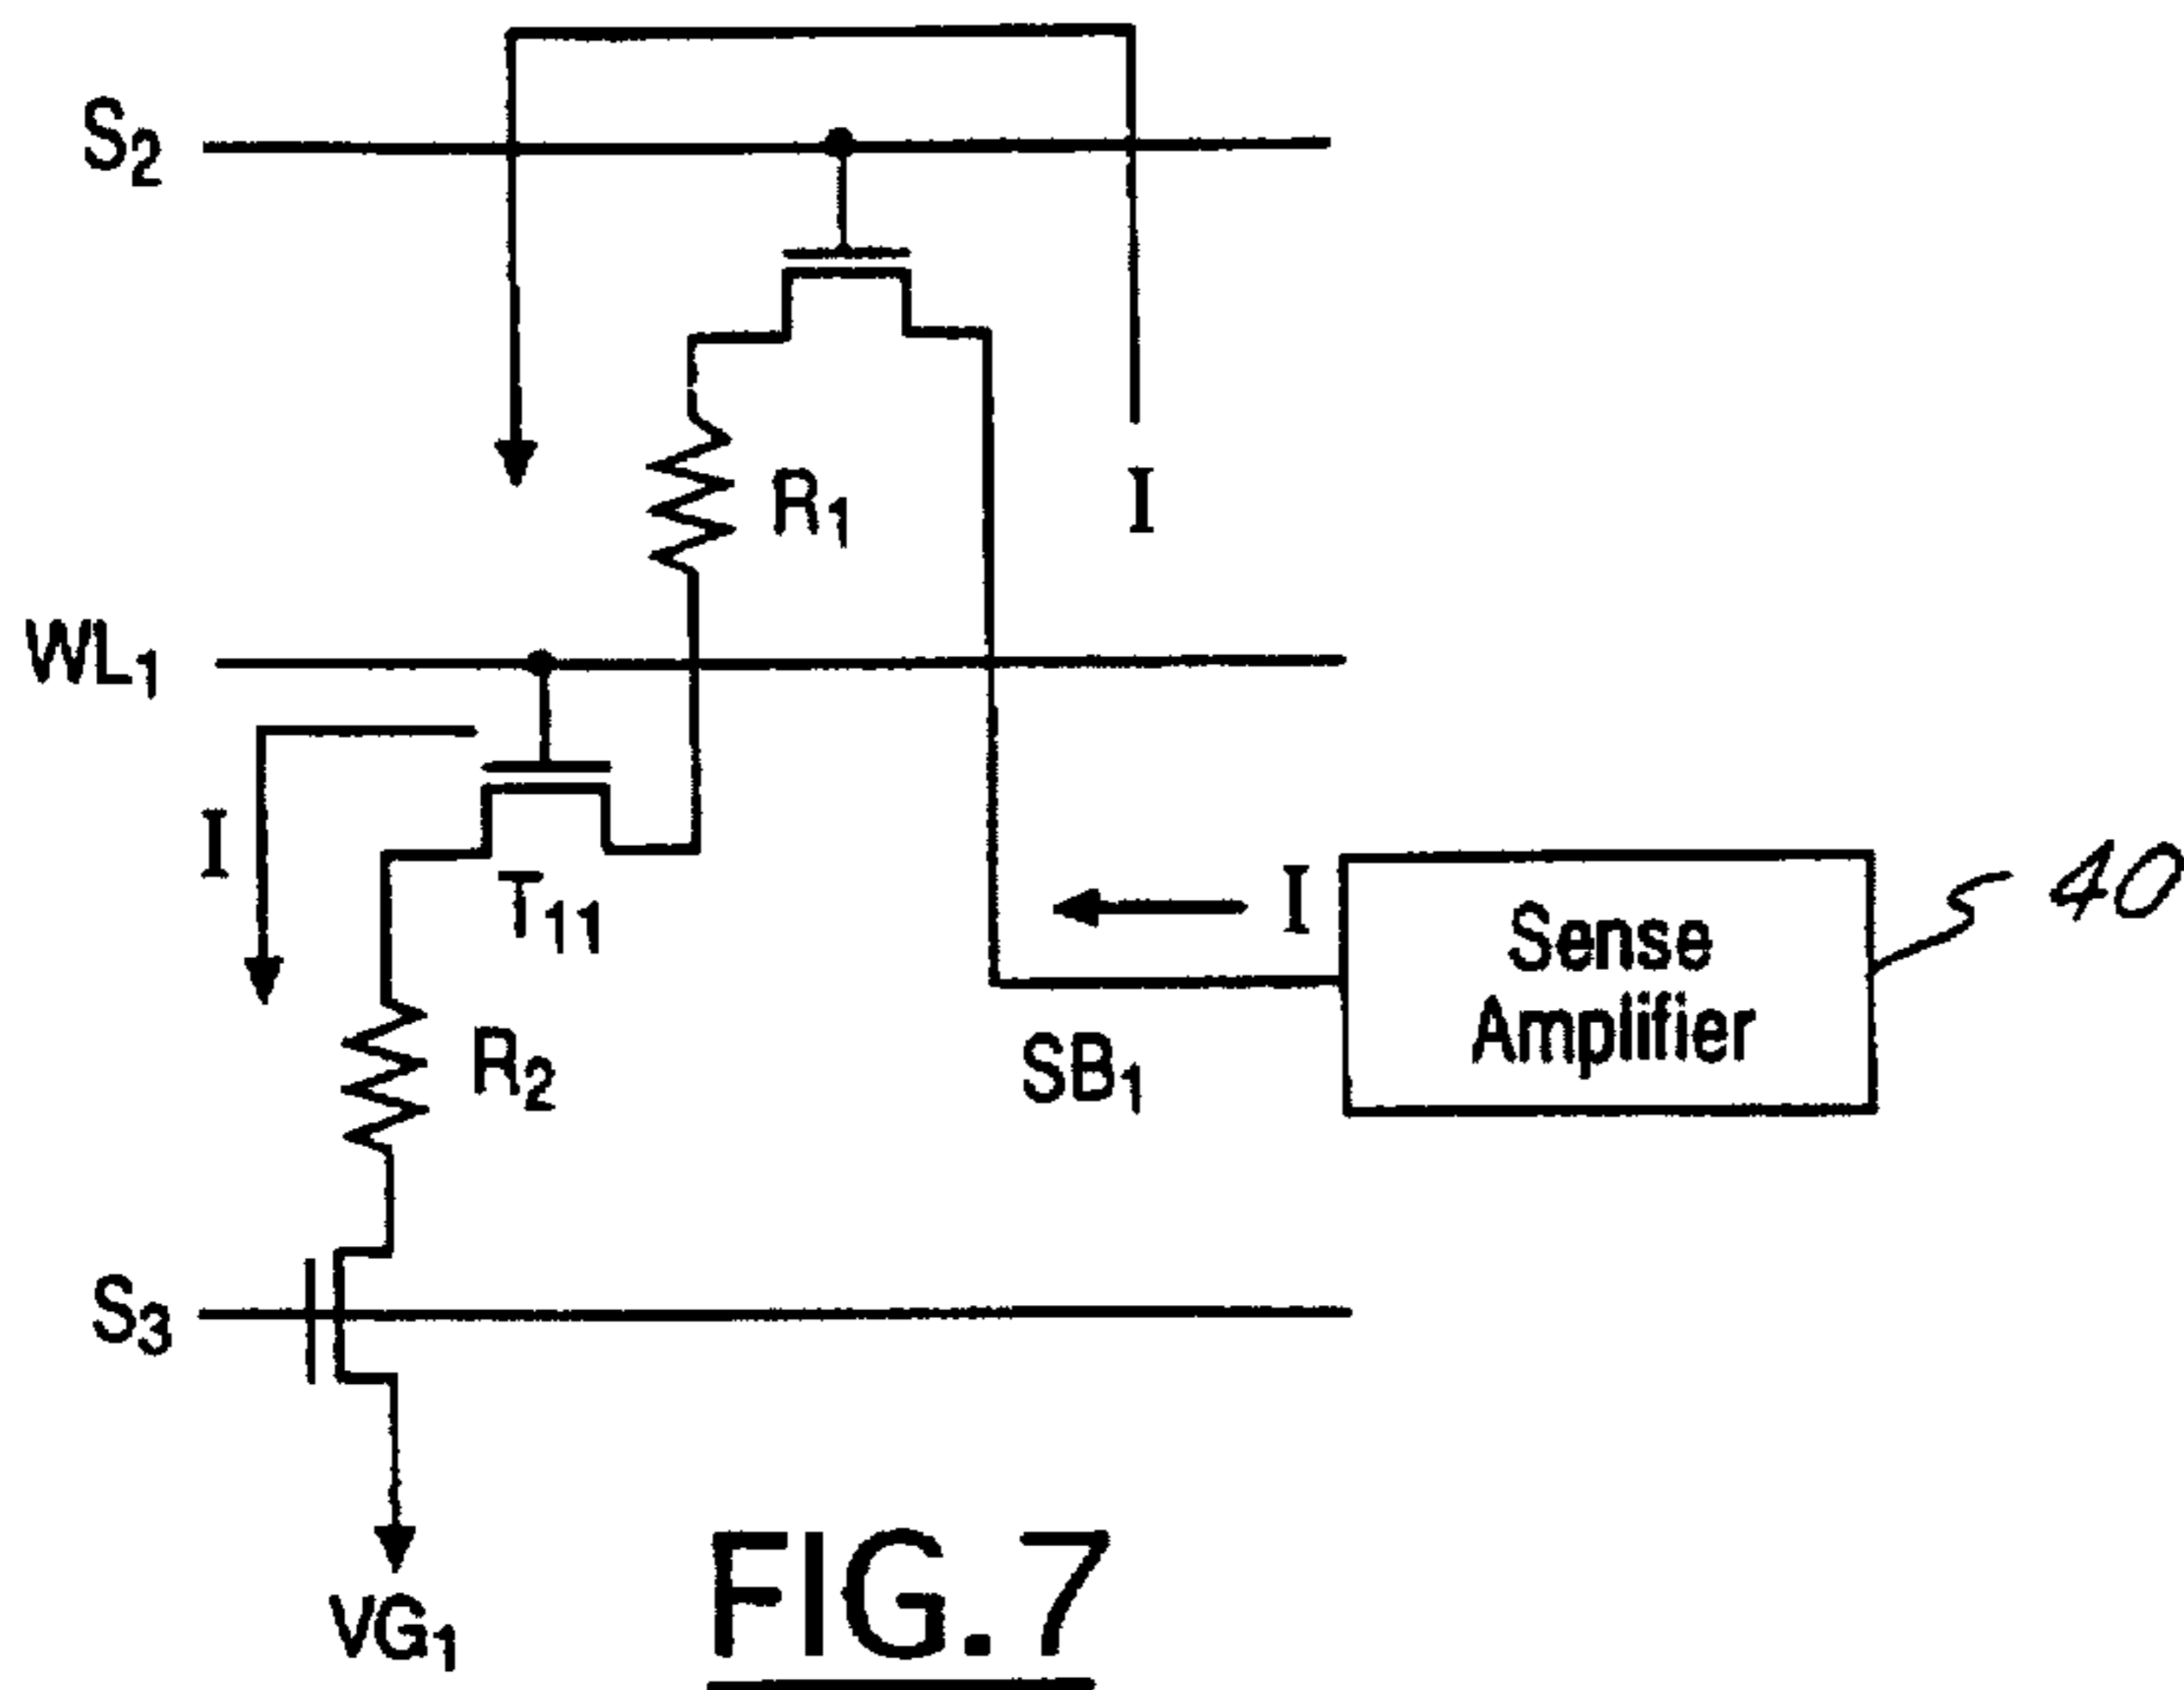 S2
R1
I
WL1
I
T11
I
Sense
Amplifier
40
R2
SB1
S3
VG1
FIG. 7